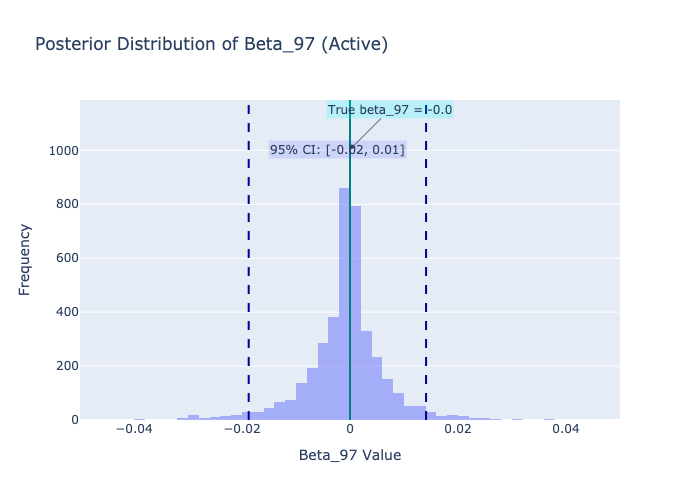 Posterior Distribution of Beta_97 (Active)
True beta_97 = -0.0
95% CI: [-0.02, 0.01]
1000
800
600
400
200
0
Frequency
−0.04
−0.02
0
0.02
0.04
Beta_97 Value